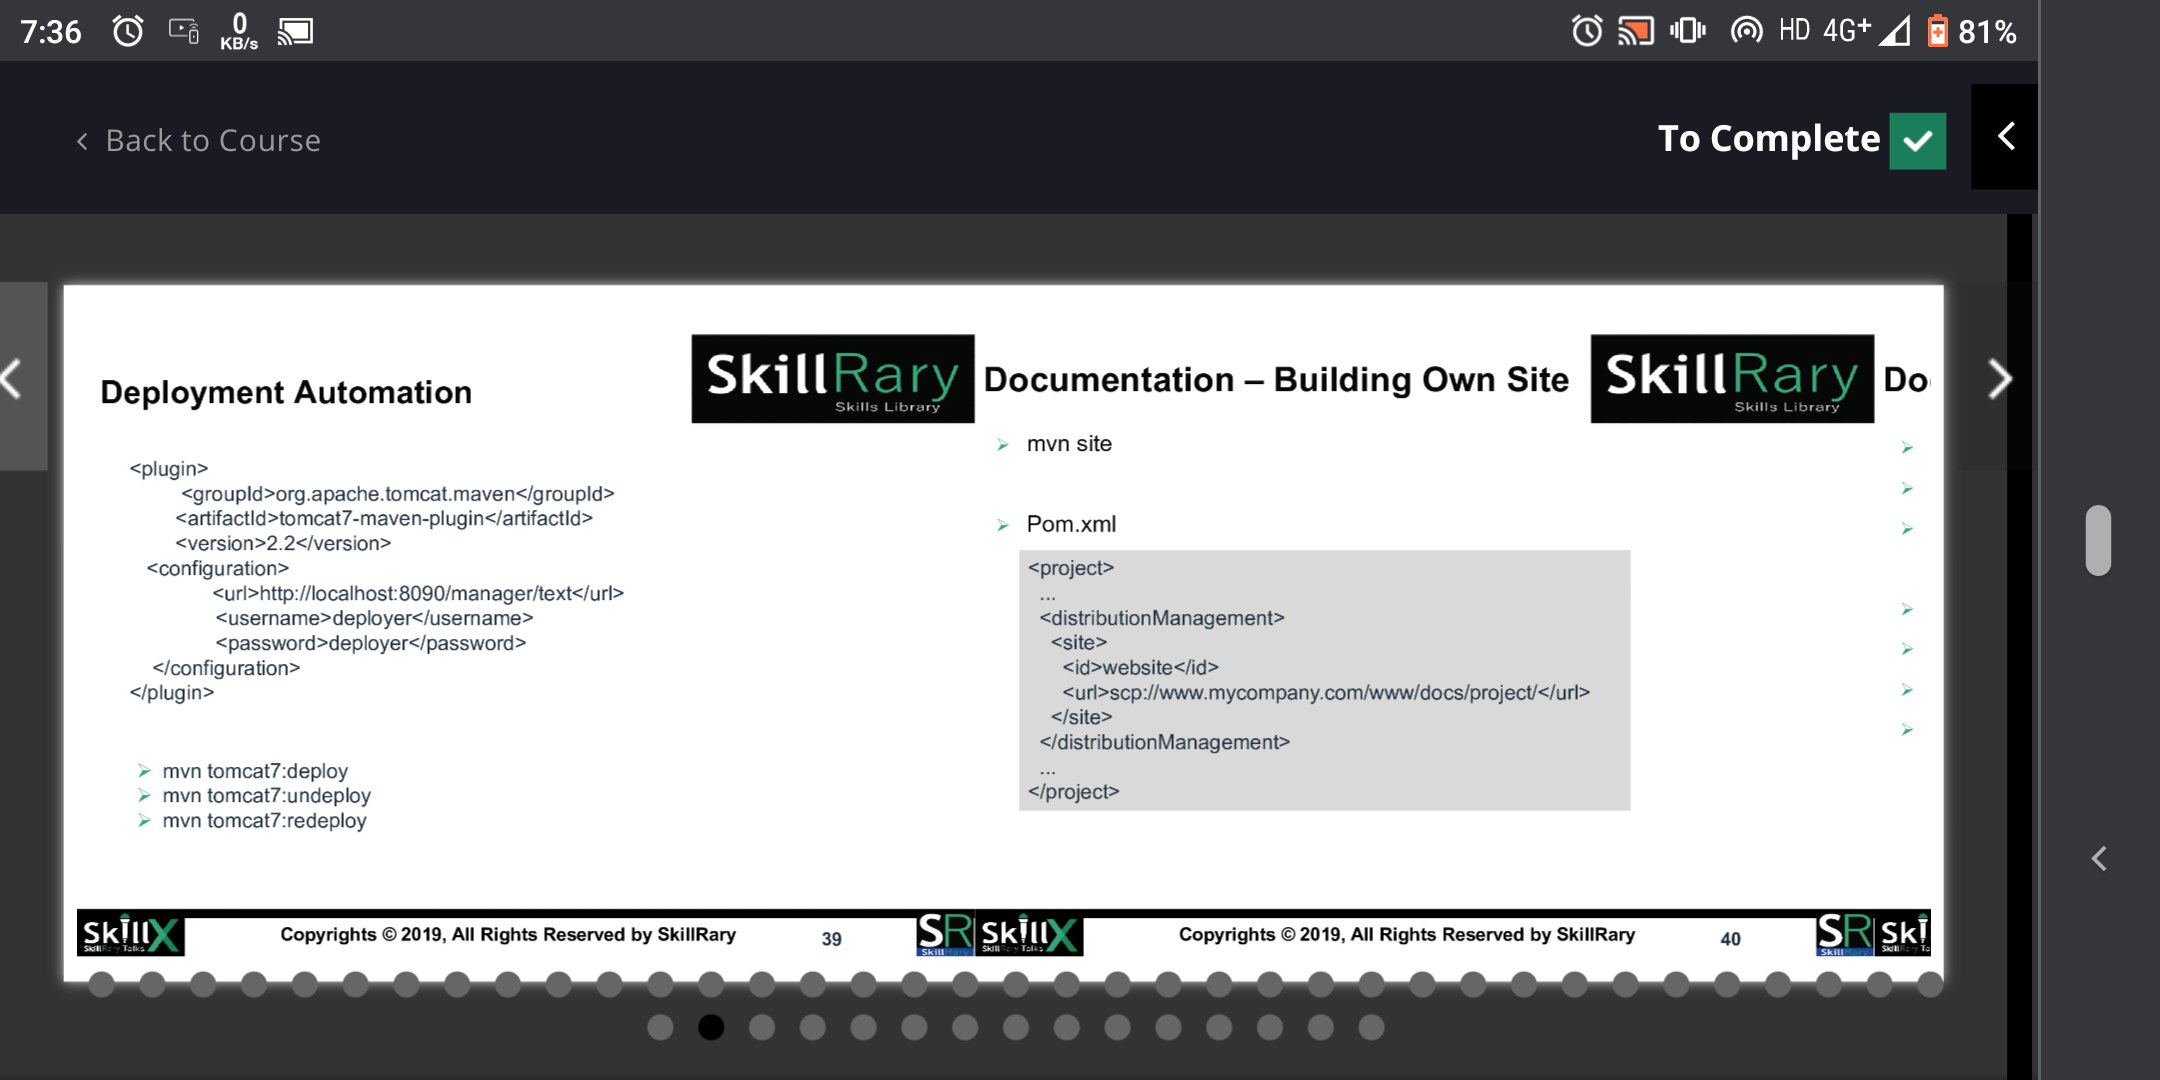 7:36
0
KB/s
HD 4G+ 81%
Back to Course
To Complete
Deployment Automation
SkillRary
Skills Library
<plugin>
<groupId>org.apache.tomcat.maven</groupId>
<artifactId>tomcat7-maven-plugin</artifactId>
<version>2.2</version>
<configuration>
<url>http://localhost:8090/manager/text</url>
<username>deployer</username>
<password>deployer</password>
</configuration>
</plugin>
mvn tomcat7:deploy
mvn tomcat7:undeploy
mvn tomcat7:redeploy
SkillX
SkillRary Talks
Copyrights © 2019, All Rights Reserved by SkillRary
39
SR
SkillRary
Documentation – Building Own Site
SkillRary
Skills Library
mvn site
Pom.xml
<project>
...
<distributionManagement>
<site>
<id>website</id>
<url>scp://www.mycompany.com/www/docs/project/</url>
</site>
</distributionManagement>
...
</project>
SkillX
SkillRary Talks
Copyrights © 2019, All Rights Reserved by SkillRary
40
SR
SkillRary
Do
Ski